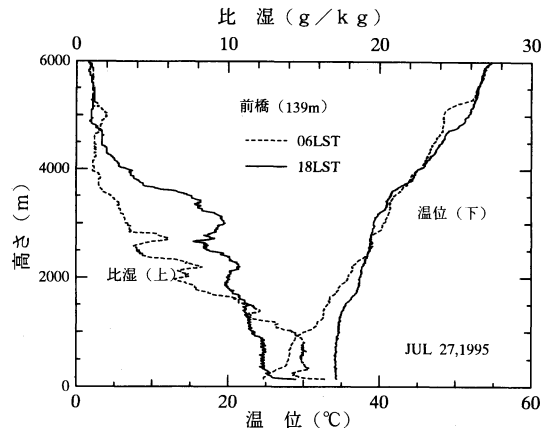 比 湿 (g／kg)
0 10 20 30
6000
4000
2000
0
高さ (m)
前橋 (139m)
06LST
18LST
温位 (下)
比湿 (上)
JUL 27,1995
0 20 40 60
温 位 (℃)